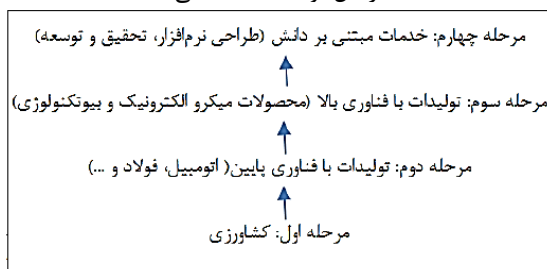 مرحله چهارم: خدمات مبتنی بر دانش (طراحی نرم‌افزار، تحقیق و توسعه)
مرحله سوم: تولیدات با فناوری بالا (محصولات میکرو الکترونیک و بیوتکنولوژی)
مرحله دوم: تولیدات با فناوری پایین( اتومبیل، فولاد و ...)
مرحله اول: کشاورزی